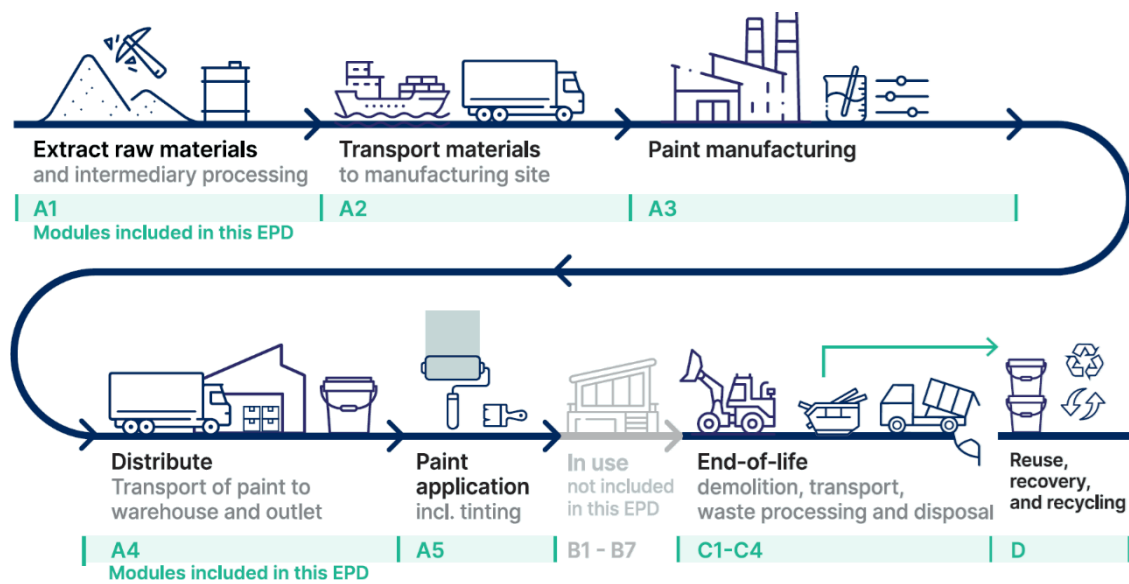 Extract raw materials
and intermediary processing
Transport materials
to manufacturing site
Paint manufacturing
A1
A2
A3
Modules included in this EPD
Distribute
Transport of paint to
warehouse and outlet
Paint
application
incl. tinting
In use
not included
in this EPD
End-of-life
demolition, transport,
waste processing and disposal
Reuse,
recovery,
and recycling
A4
A5
B1 - B7
C1-C4
D
Modules included in this EPD